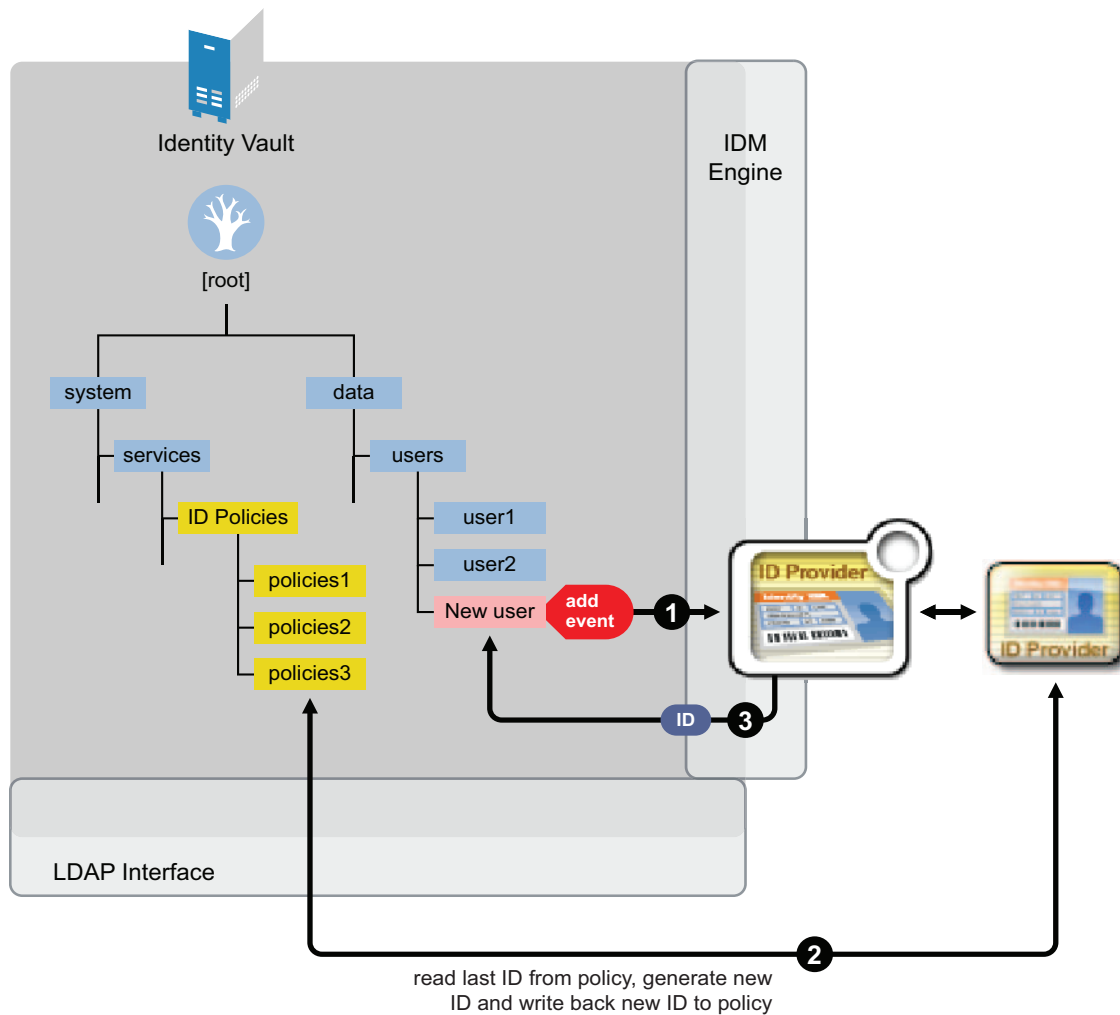 Identity Vault
IDM
Engine
[root]
system
data
services
users
ID Policies
user1
user2
policies1
policies2
policies3
New user
add
event
1
ID Provider
ID Provider
ID
3
LDAP Interface
2
read last ID from policy, generate new
ID and write back new ID to policy